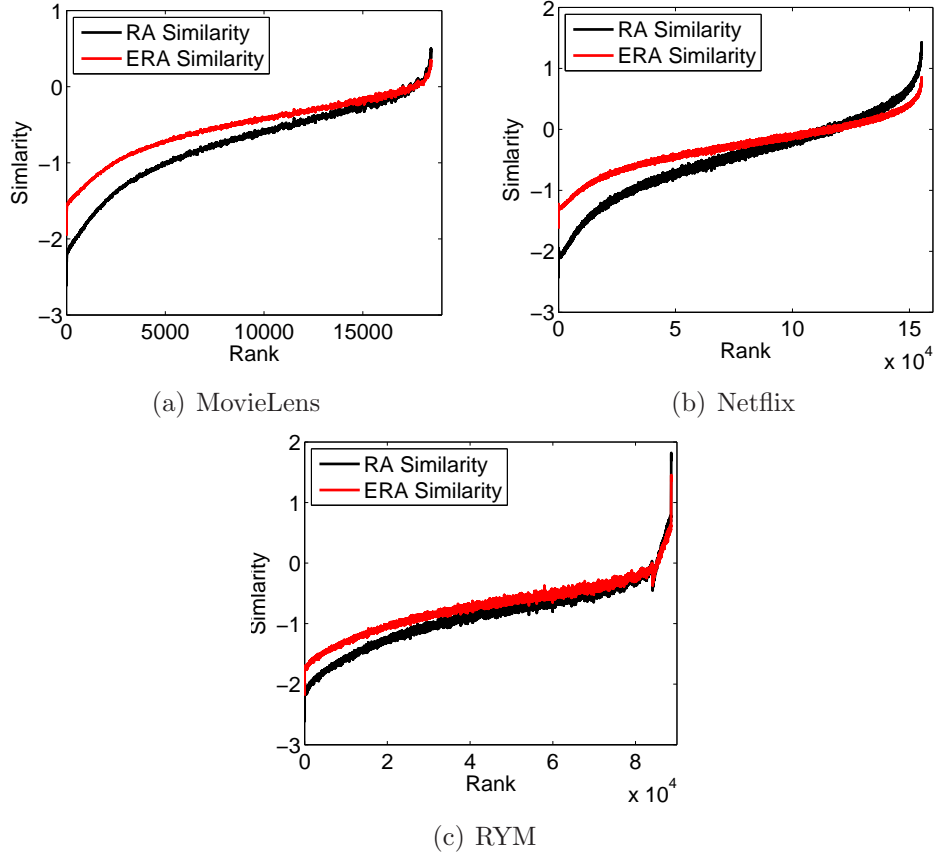 1
0
−1
−2
−3
Similarity
RA Similarity
ERA Similarity
0 5000 10000 15000
Rank
(a) MovieLens
2
1
0
−1
−2
−3
Similarity
RA Similarity
ERA Similarity
0 5 10 15
Rank
x 10^4
(b) Netflix
2
1
0
−1
−2
−3
Similarity
RA Similarity
ERA Similarity
0 2 4 6 8
Rank
x 10^4
(c) RYM